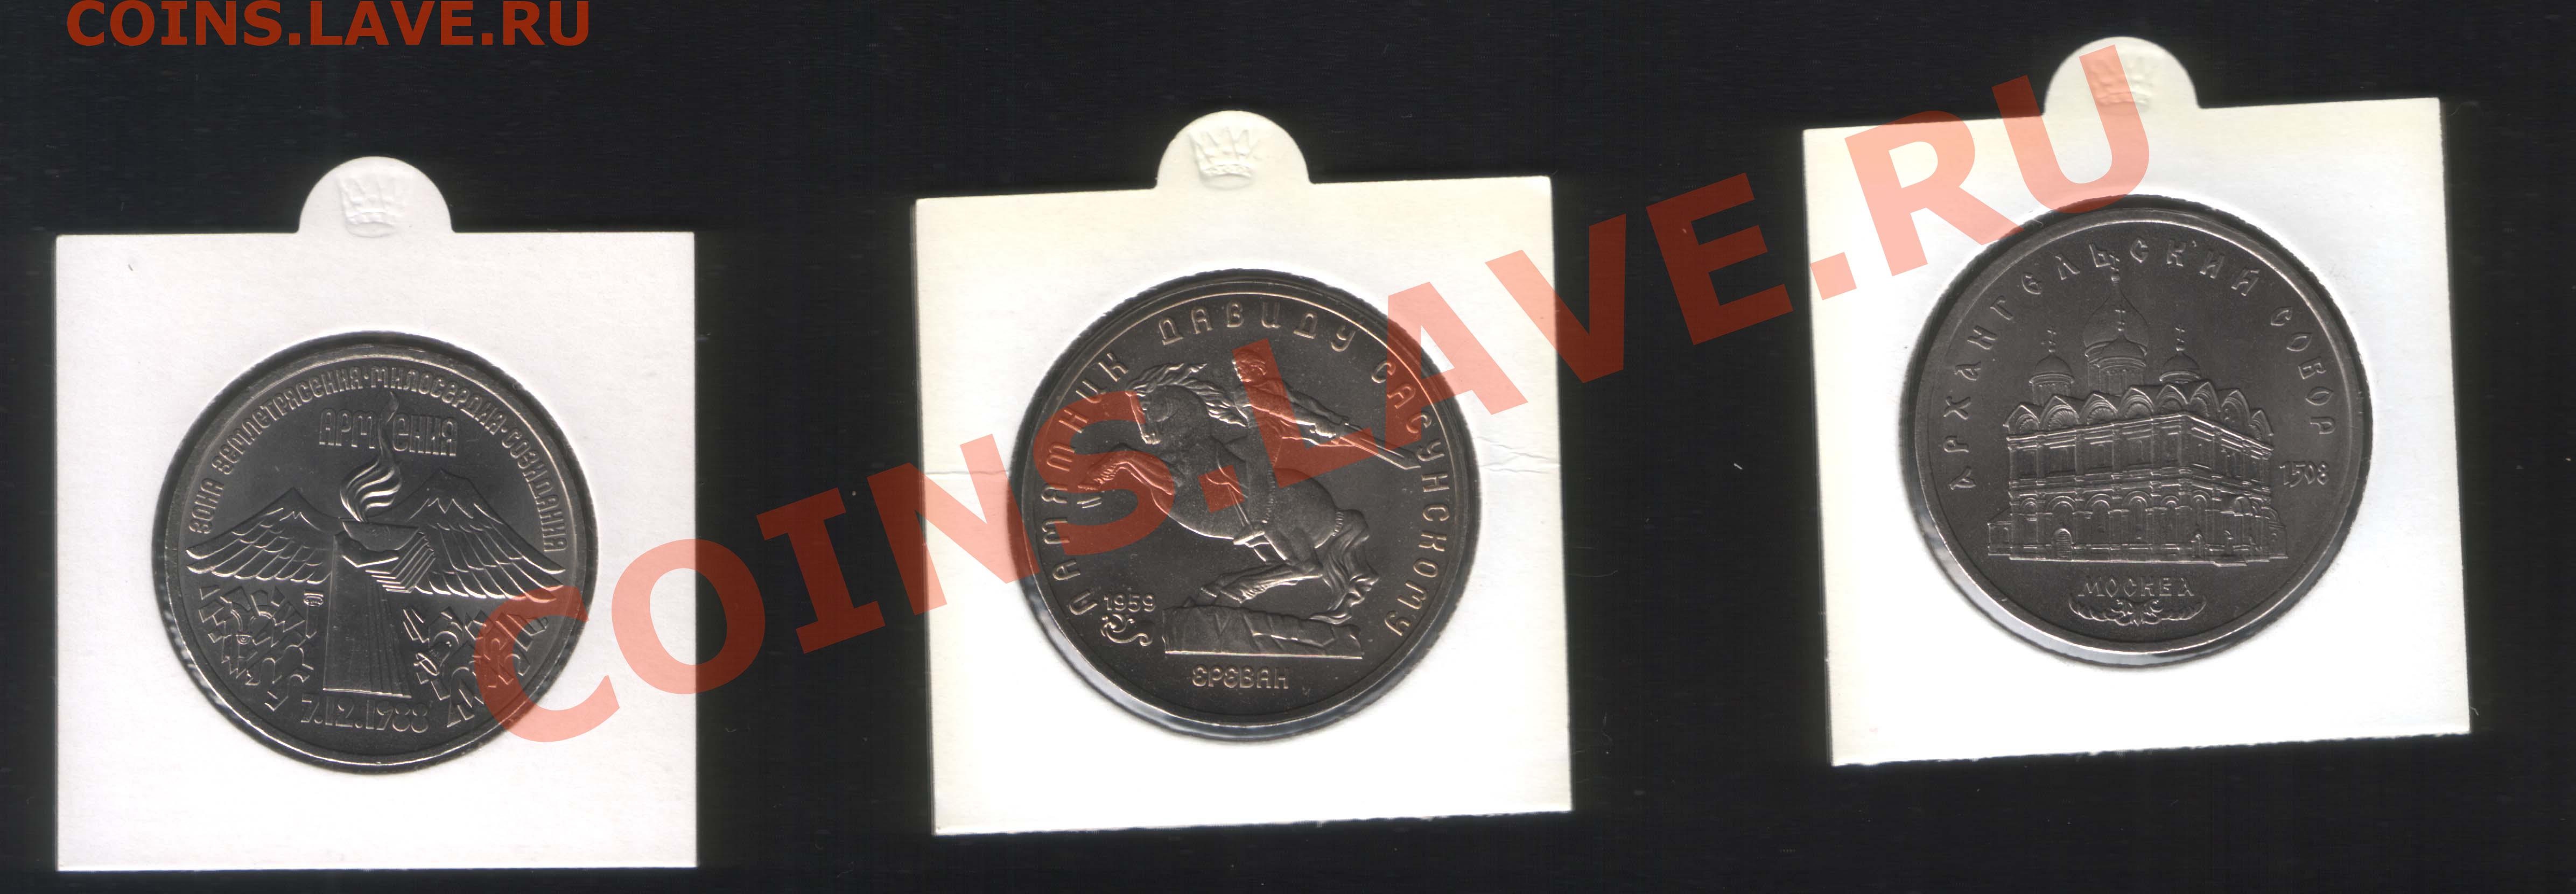 COINS.LAVE.RU
COINS.LAVE.RU
ЗОНА ЗЕМЛЕТРЯСЕНИЯ·МИЛОСЕРДИЯ·СОЗИДАНИЯ
АРМЕНИЯ
7.12.1988
ПАМЯТНИК ДАВИДУ САСУНСКОМУ
1959
ЕРЕВАН
АРХАНГЕЛЬСКИЙ СОБОР
1508
МОСКВА